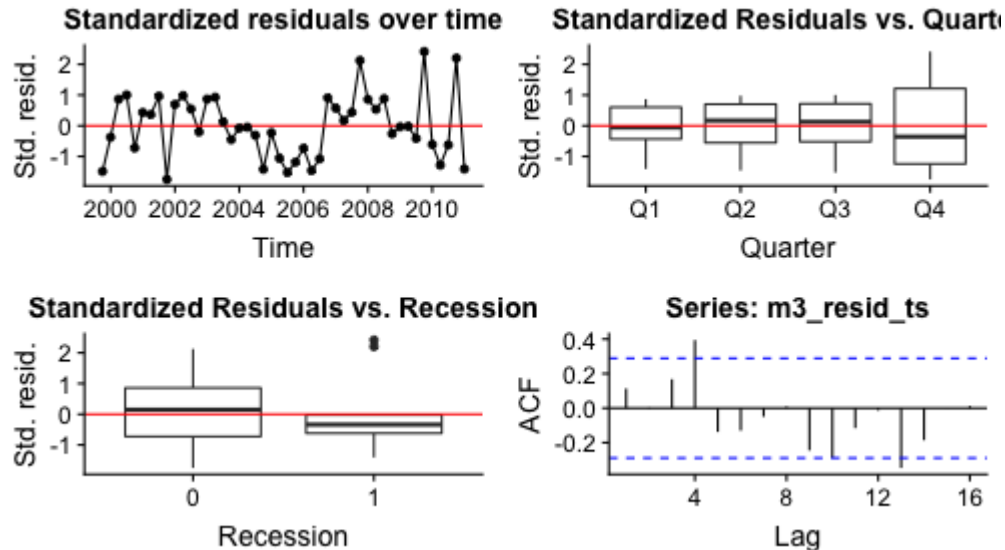 Standardized residuals over time
Std. resid.
2
1
0
-1
2000 2002 2004 2006 2008 2010
Time
Standardized Residuals vs. Quarte
Std. resid.
2
1
0
-1
Q1 Q2 Q3 Q4
Quarter
Standardized Residuals vs. Recession
Std. resid.
2
1
0
-1
0 1
Recession
Series: m3_resid_ts
ACF
0.4
0.2
0.0
-0.2
4 8 12 16
Lag